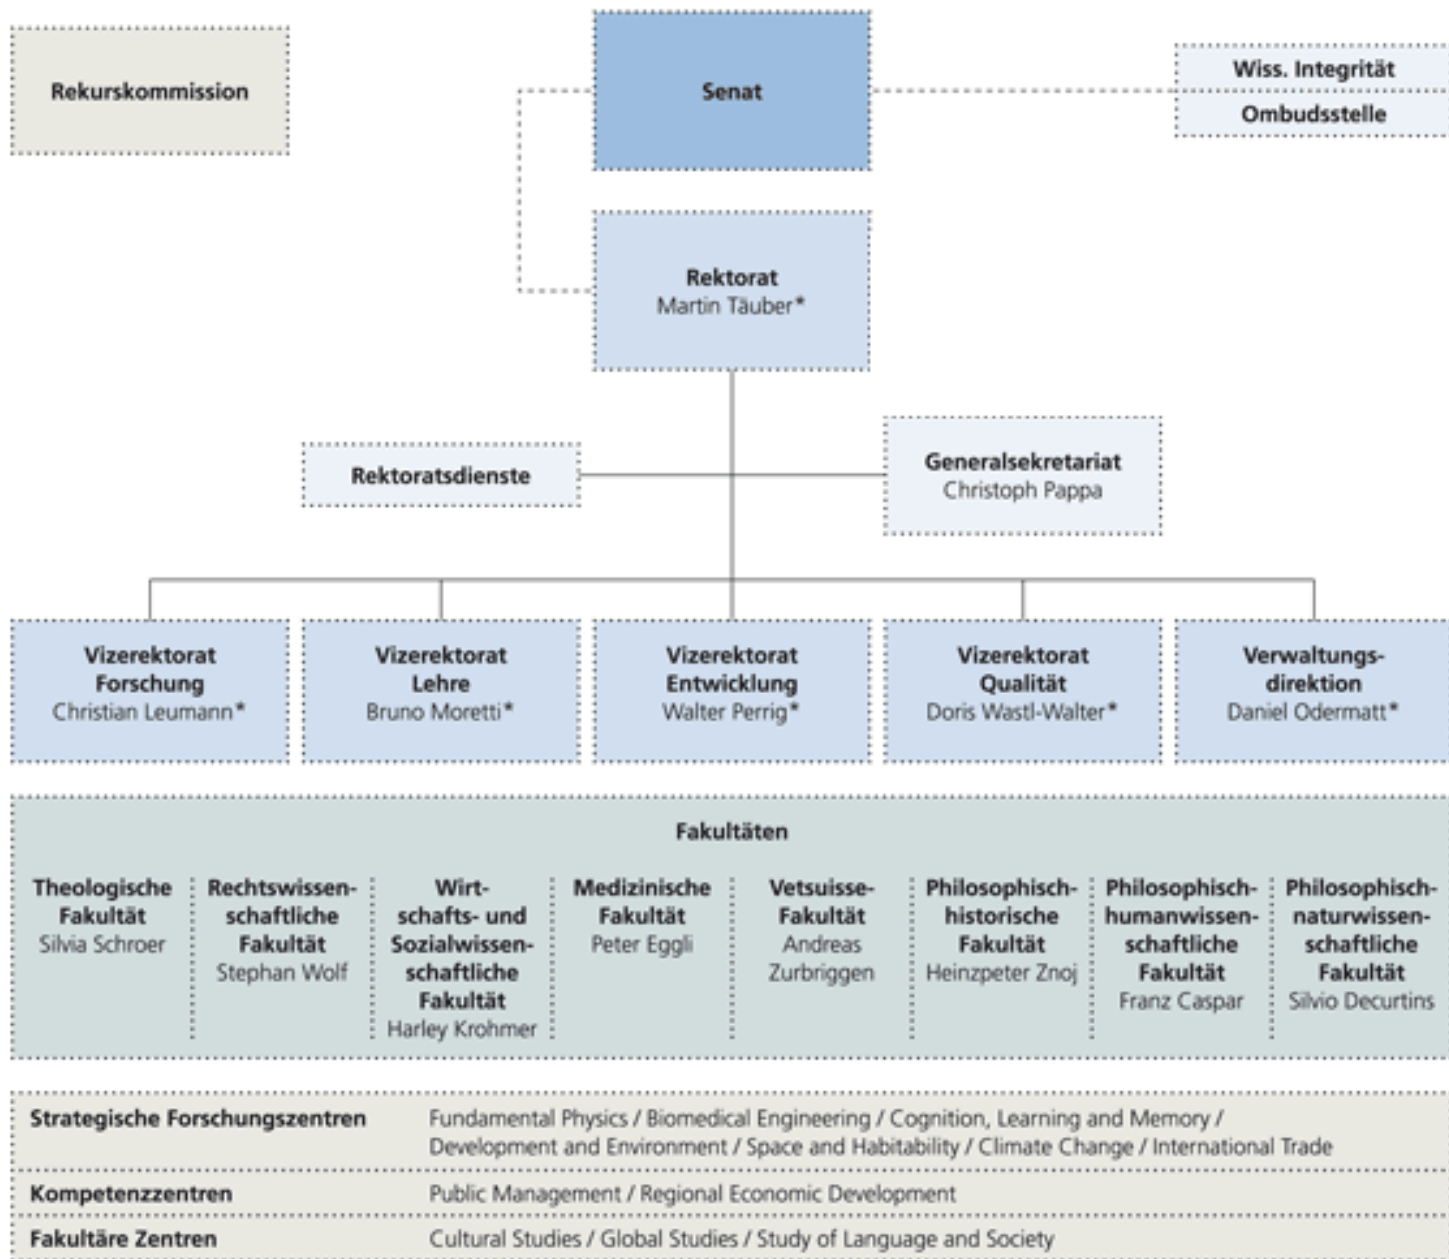 Rekurskommission
Senat
Wiss. Integrität
Ombudsstelle
Rektorat
Martin Täuber*
Rektoratsdienste
Generalsekretariat
Christoph Pappa
Vizerektorat
Forschung
Christian Leumann*
Vizerektorat
Lehre
Bruno Moretti*
Vizerektorat
Entwicklung
Walter Perrig*
Vizerektorat
Qualität
Doris Wastl-Walter*
Verwaltungs-
direktion
Daniel Odermatt*
Fakultäten
Theologische
Fakultät
Silvia Schroer
Rechtswissen-
schaftliche
Fakultät
Stephan Wolf
Wirt-
schafts- und
Sozialwissen-
schaftliche
Fakultät
Harley Krohmer
Medizinische
Fakultät
Peter Eggli
Vetsuisse-
Fakultät
Andreas
Zurbriggen
Philosophisch-
historische
Fakultät
Heinzpeter Znoj
Philosophisch-
humanwissen-
schaftliche
Fakultät
Franz Caspar
Philosophisch-
naturwissen-
schaftliche
Fakultät
Silvio Decurtins
Strategische Forschungszentren
Fundamental Physics / Biomedical Engineering / Cognition, Learning and Memory /
Development and Environment / Space and Habitability / Climate Change / International Trade
Kompetenzzentren
Public Management / Regional Economic Development
Fakultäre Zentren
Cultural Studies / Global Studies / Study of Language and Society